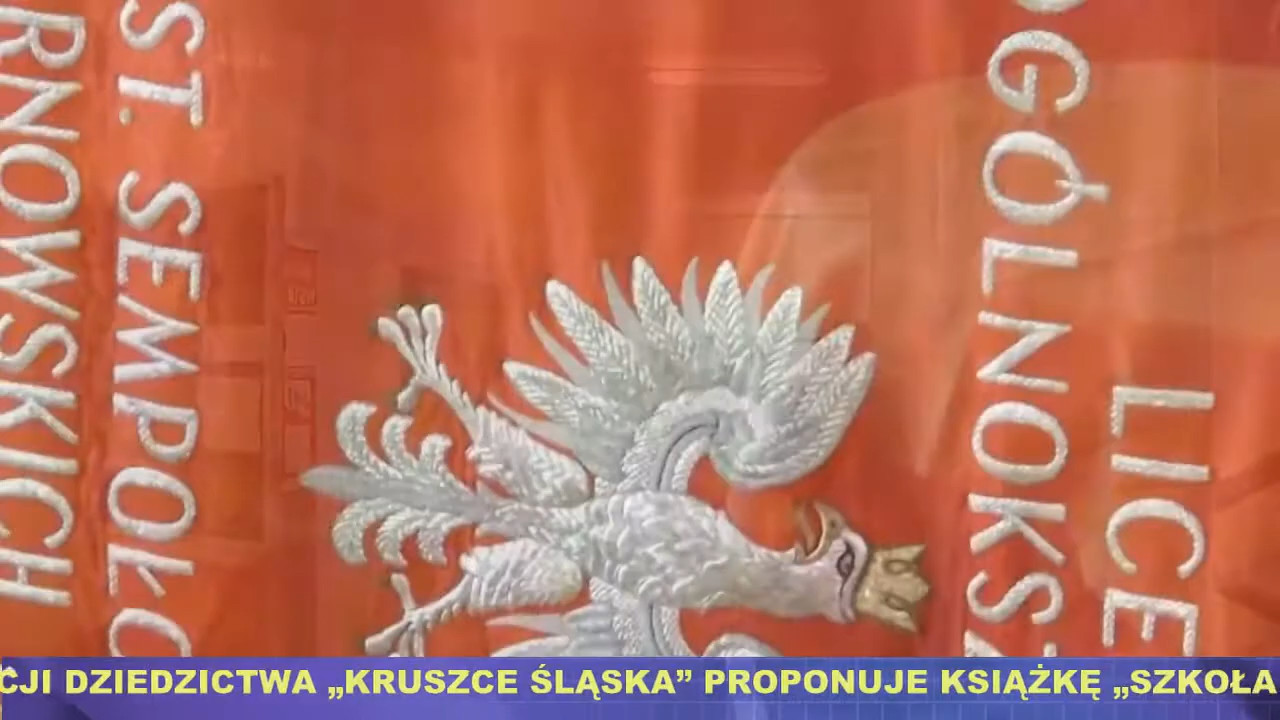 LICE
OGÓLNOKSZ
ST. SEMPOŁO
RNOWSKICH
CJI DZIEDZICTWA „KRUSZCE ŚLĄSKA” PROPONUJE KSIĄŻKĘ „SZKOŁA